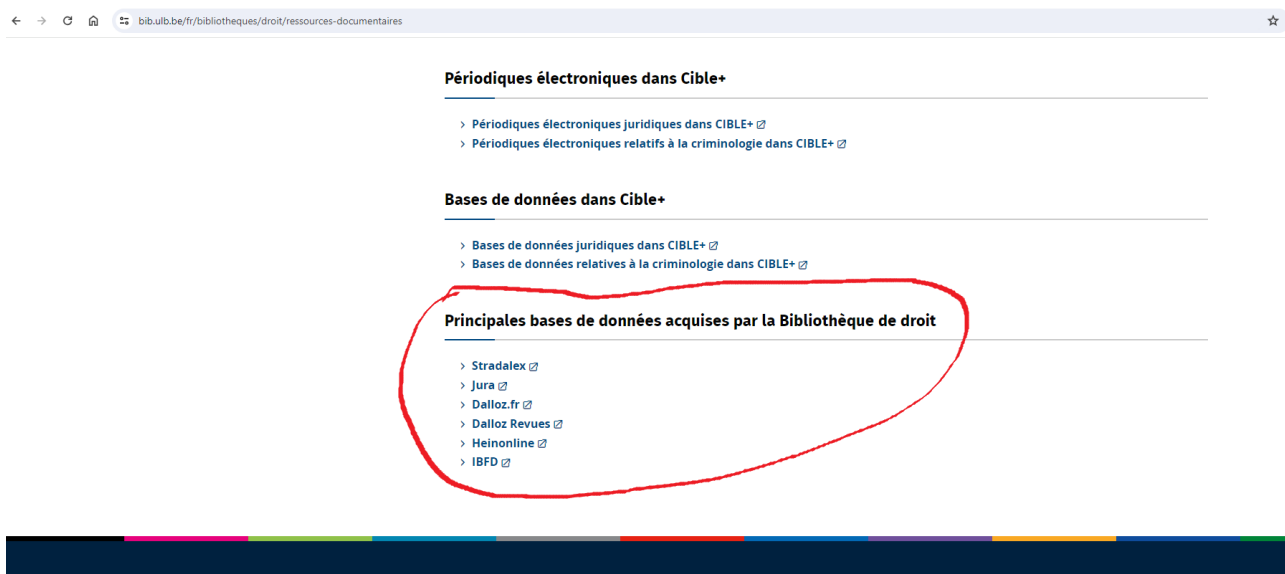 bib.ulb.be/fr/bibliotheques/droit/ressources-documentaires
Périodiques électroniques dans Cible+
Périodiques électroniques juridiques dans CIBLE+
Périodiques électroniques relatifs à la criminologie dans CIBLE+
Bases de données dans Cible+
Bases de données juridiques dans CIBLE+
Bases de données relatives à la criminologie dans CIBLE+
Principales bases de données acquises par la Bibliothèque de droit
Stradalex
Jura
Dalloz.fr
Dalloz Revues
Heinonline
IBFD